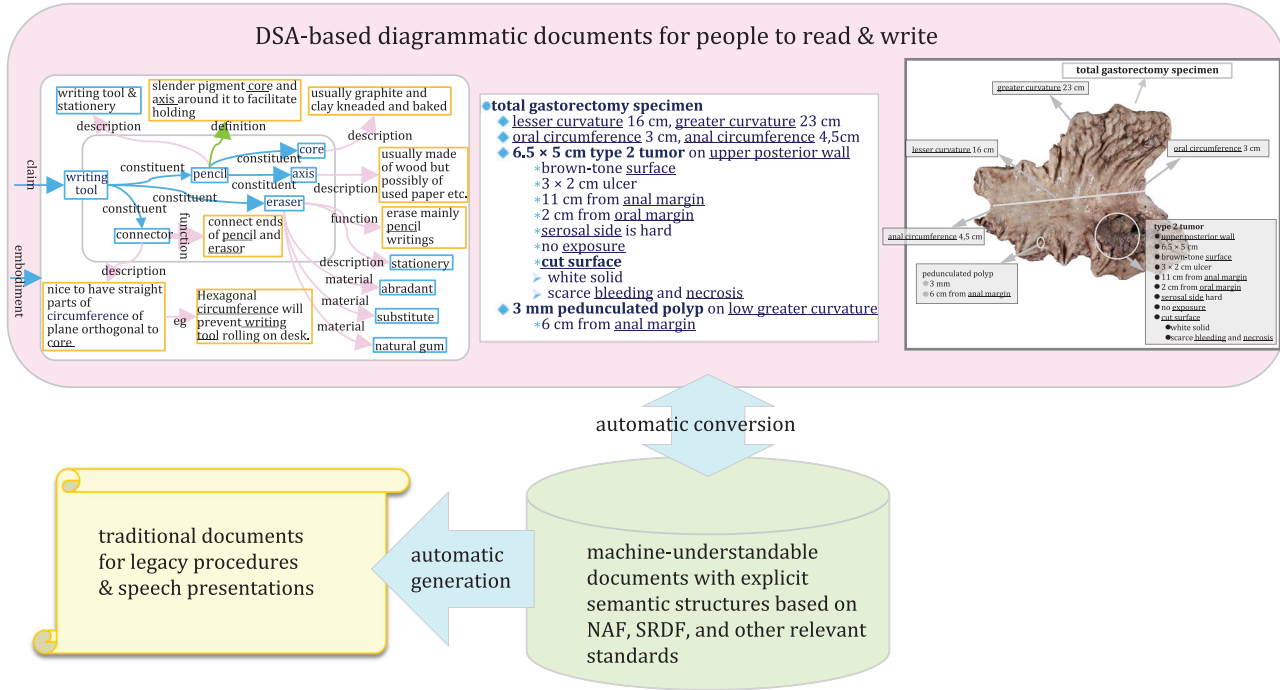 DSA-based diagrammatic documents for people to read & write
writing tool &
stationery
slender pigment core and
axis around it to facilitate
holding
usually graphite and
clay kneaded and baked
description
definition
description
claim
writing
tool
constituent
constituent
constituent
constituent
constituent
core
pencil
axis
eraser
connector
usually made
of wood but
possibly of
used paper etc.
description
function
erase mainly
pencil
writings
function
connect ends
of pencil and
erasor
embodiment
description
description
stationery
material
abradant
material
substitute
material
natural gum
nice to have straight
parts of
circumference of
plane orthogonal to
core
eg
Hexagonal
circumference will
prevent writing
tool rolling on desk.
total gastorectomy specimen
lesser curvature 16 cm, greater curvature 23 cm
oral circumference 3 cm, anal circumference 4,5cm
6.5 × 5 cm type 2 tumor on upper posterior wall
*brown-tone surface
*3 × 2 cm ulcer
*11 cm from anal margin
*2 cm from oral margin
*serosal side is hard
*no exposure
*cut surface
white solid
scarce bleeding and necrosis
3 mm pedunculated polyp on low greater curvature
*6 cm from anal margin
total gastorectomy specimen
greater curvature 23 cm
lesser curvature 16 cm
oral circumference 3 cm
anal circumference 4,5 cm
pedunculated polyp
3 mm
6 cm from anal margin
type 2 tumor
upper posterior wall
6,5 × 5 cm
brown-tone surface
3 × 2 cm ulcer
11 cm from anal margin
2 cm from oral margin
serosal side hard
no exposure
cut surface
white solid
scarce bleeding and necrosis
automatic conversion
traditional documents
for legacy procedures
& speech presentations
automatic
generation
machine-understandable
documents with explicit
semantic structures based on
NAF, SRDF, and other relevant
standards